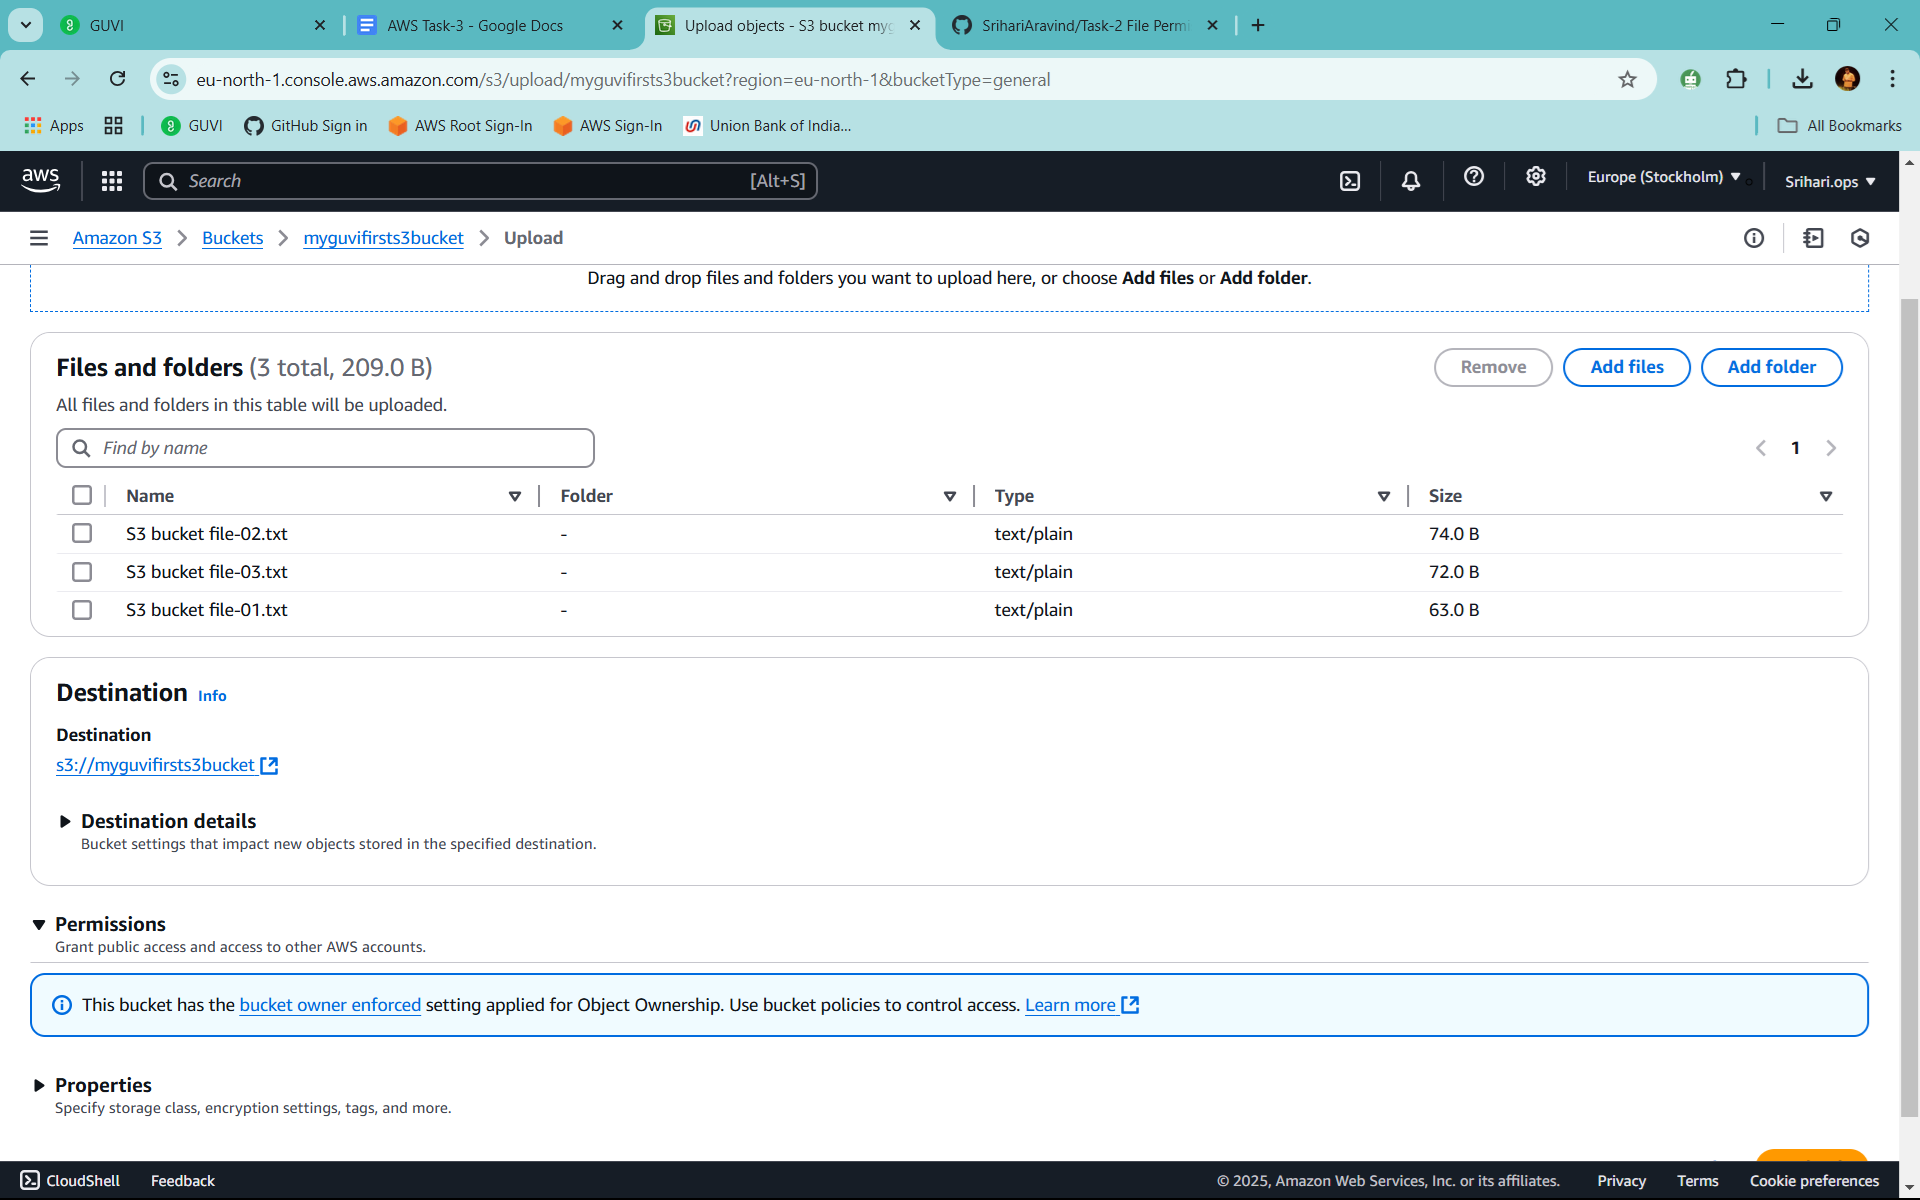 GUVI
AWS Task-3 - Google Docs
Upload objects - S3 bucket myg
SrihariAravind/Task-2 File Perm
eu-north-1.console.aws.amazon.com/s3/upload/myguvifirsts3bucket?region=eu-north-1&bucketType=general
Apps
GUVI
GitHub Sign in
AWS Root Sign-In
AWS Sign-In
Union Bank of India...
All Bookmarks
aws
Search
[Alt+S]
Europe (Stockholm)
Srihari.ops
Amazon S3
Buckets
myguvifirsts3bucket
Upload
Drag and drop files and folders you want to upload here, or choose Add files or Add folder.
Files and folders (3 total, 209.0 B)
Remove
Add files
Add folder
All files and folders in this table will be uploaded.
Find by name
1
Name
Folder
Type
Size
S3 bucket file-02.txt - text/plain 74.0 B
S3 bucket file-03.txt - text/plain 72.0 B
S3 bucket file-01.txt - text/plain 63.0 B
Destination Info
Destination
s3://myguvifirsts3bucket
Destination details
Bucket settings that impact new objects stored in the specified destination.
Permissions
Grant public access and access to other AWS accounts.
This bucket has the bucket owner enforced setting applied for Object Ownership. Use bucket policies to control access. Learn more
Properties
Specify storage class, encryption settings, tags, and more.
CloudShell
Feedback
© 2025, Amazon Web Services, Inc. or its affiliates.
Privacy
Terms
Cookie preferences